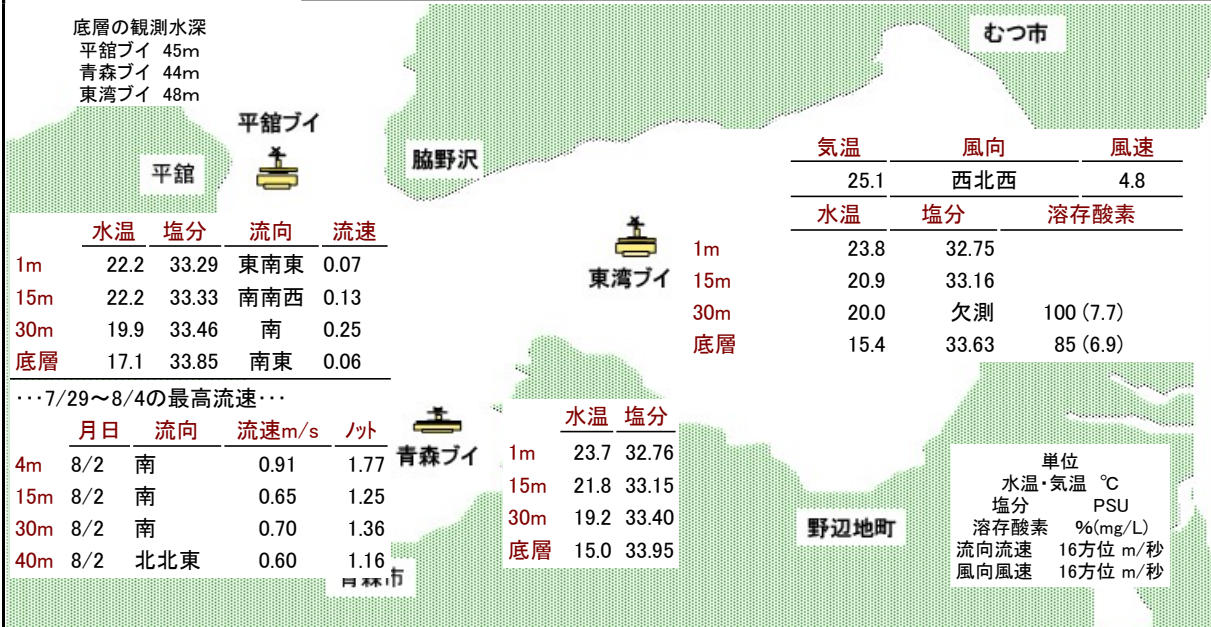 底層の観測水深
平舘ブイ 45m
青森ブイ 44m
東湾ブイ 48m
むつ市
平舘ブイ
平舘
脇野沢
気温 風向 風速
25.1 西北西 4.8
水温 塩分 溶存酸素
1m 23.8 32.75
15m 20.9 33.16
30m 20.0 欠測 100 (7.7)
底層 15.4 33.63 85 (6.9)
東湾ブイ
水温 塩分 流向 流速
1m 22.2 33.29 東南東 0.07
15m 22.2 33.33 南南西 0.13
30m 19.9 33.46 南 0.25
底層 17.1 33.85 南東 0.06
･･･7/29～8/4の最高流速･･･
月日 流向 流速m/s ノット
4m 8/2 南 0.91 1.77
15m 8/2 南 0.65 1.25
30m 8/2 南 0.70 1.36
40m 8/2 北北東 0.60 1.16
青森ブイ
水温 塩分
1m 23.7 32.76
15m 21.8 33.15
30m 19.2 33.40
底層 15.0 33.95
青森市
野辺地町
単位
水温・気温 ℃
塩分 PSU
溶存酸素 %(mg/L)
流向流速 16方位 m/秒
風向風速 16方位 m/秒